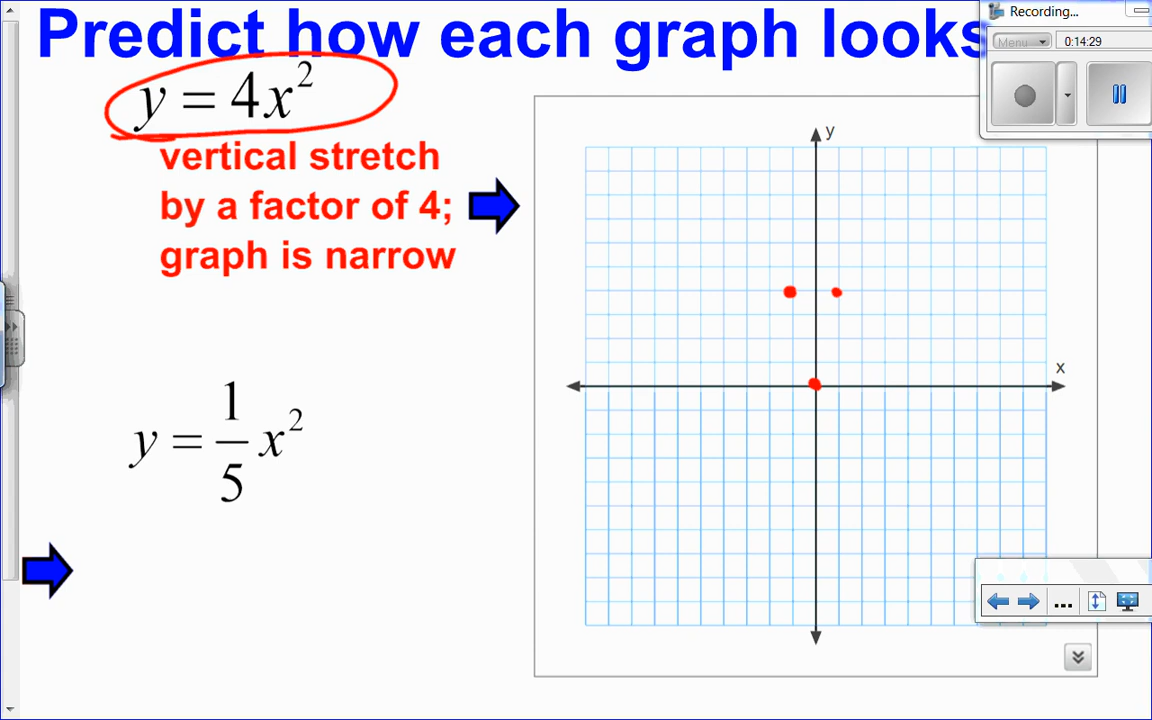 Predict how each graph looks
Recording...
Menu
0:14:29
y = 4x²
vertical stretch
by a factor of 4;
graph is narrow
y
x
y = 1/5 x²
...